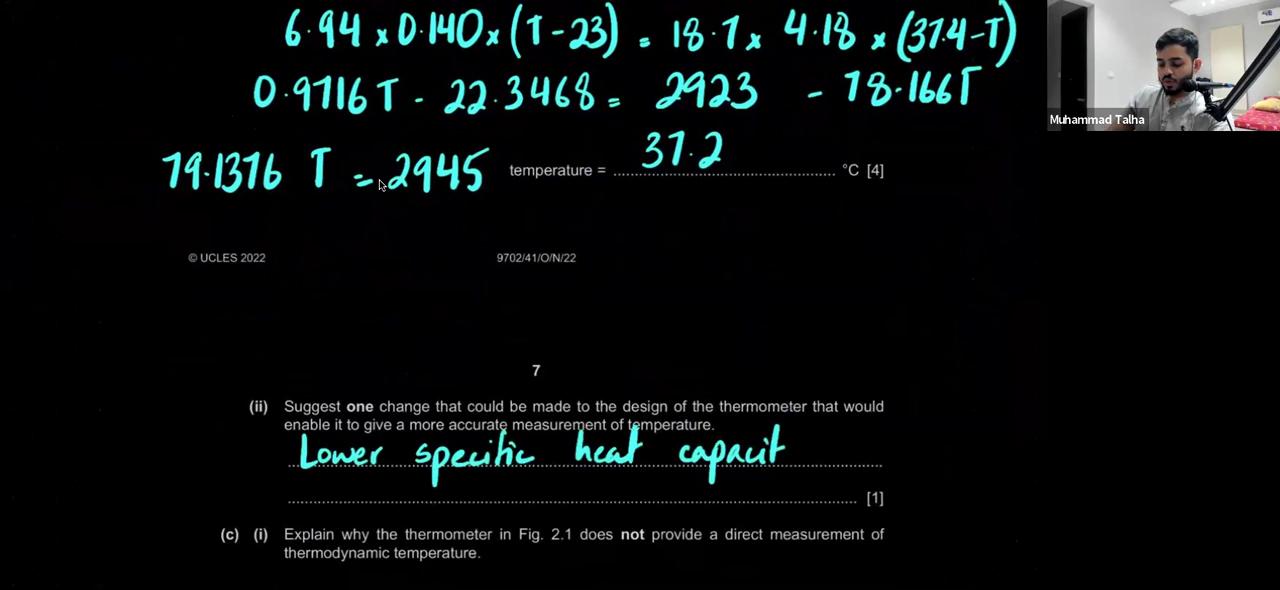 6.94 × 0.140 × (T - 23) = 18.7 × 4.18 × (37.4 - T)
0.9716 T - 22.3468 = 2923 - 78.166T
Muhammad Talha
79.1376 T = 2945 temperature = 37.2 °C [4]
© UCLES 2022 9702/41/O/N/22
7
(ii) Suggest one change that could be made to the design of the thermometer that would
enable it to give a more accurate measurement of temperature.
Lower specific heat capacit
[1]
(c) (i) Explain why the thermometer in Fig. 2.1 does not provide a direct measurement of
thermodynamic temperature.